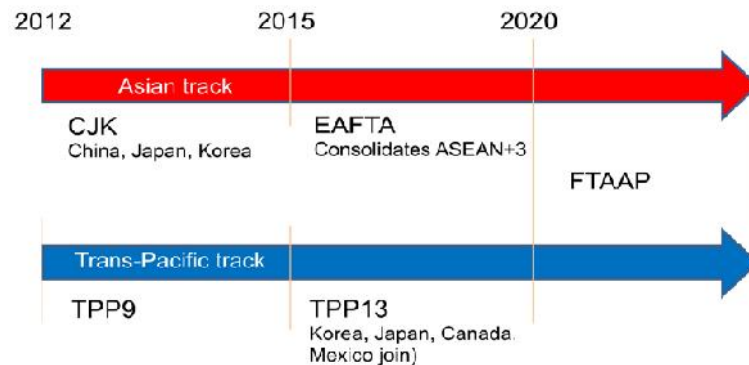 2012 2015 2020
Asian track
CJK
China, Japan, Korea
EAFTA
Consolidates ASEAN+3
FTAAP
Trans-Pacific track
TPP9
TPP13
Korea, Japan, Canada.
Mexico join)